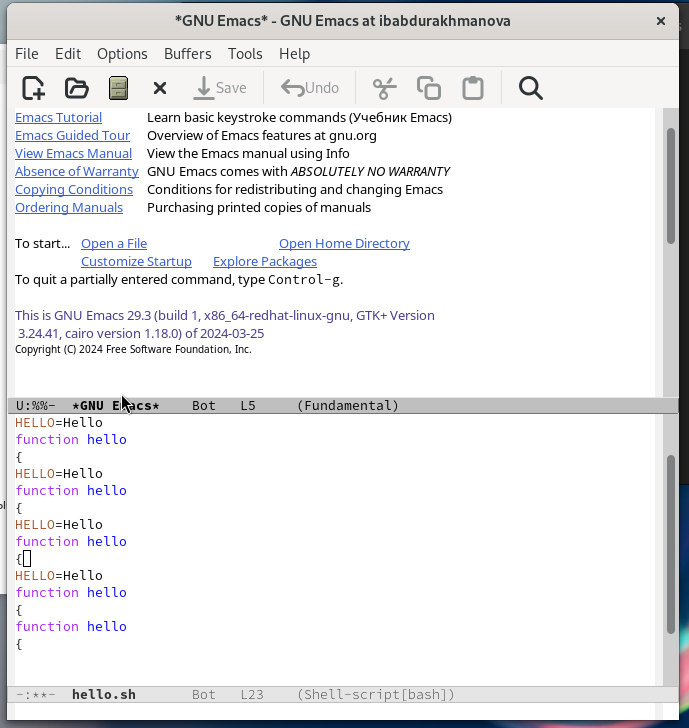 *GNU Emacs* - GNU Emacs at ibabdurakhmanova
File Edit Options Buffers Tools Help
Save Undo
Emacs Tutorial Learn basic keystroke commands (Учебник Emacs)
Emacs Guided Tour Overview of Emacs features at gnu.org
View Emacs Manual View the Emacs manual using Info
Absence of Warranty GNU Emacs comes with ABSOLUTELY NO WARRANTY
Copying Conditions Conditions for redistributing and changing Emacs
Ordering Manuals Purchasing printed copies of manuals
To start... Open a File Open Home Directory
Customize Startup Explore Packages
To quit a partially entered command, type Control-g.
This is GNU Emacs 29.3 (build 1, x86_64-redhat-linux-gnu, GTK+ Version
3.24.41, cairo version 1.18.0) of 2024-03-25
Copyright (C) 2024 Free Software Foundation, Inc.
U:%%- *GNU Emacs* Bot L5 (Fundamental)
HELLO=Hello
function hello
{
HELLO=Hello
function hello
{
HELLO=Hello
function hello
{
HELLO=Hello
function hello
{
function hello
{
-:**- hello.sh Bot L23 (Shell-script[bash])